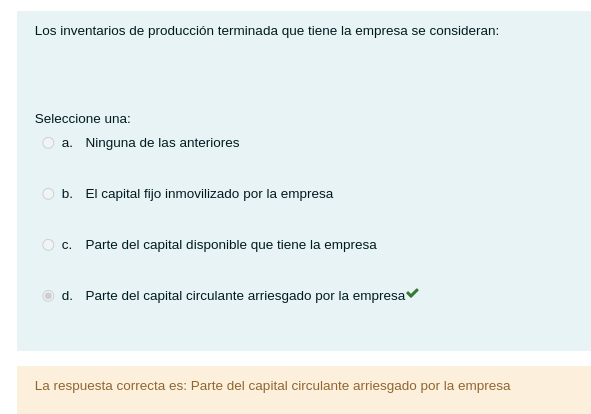 Los inventarios de producción terminada que tiene la empresa se consideran:
Seleccione una:
a. Ninguna de las anteriores
b. El capital fijo inmovilizado por la empresa
c. Parte del capital disponible que tiene la empresa
d. Parte del capital circulante arriesgado por la empresa
La respuesta correcta es: Parte del capital circulante arriesgado por la empresa